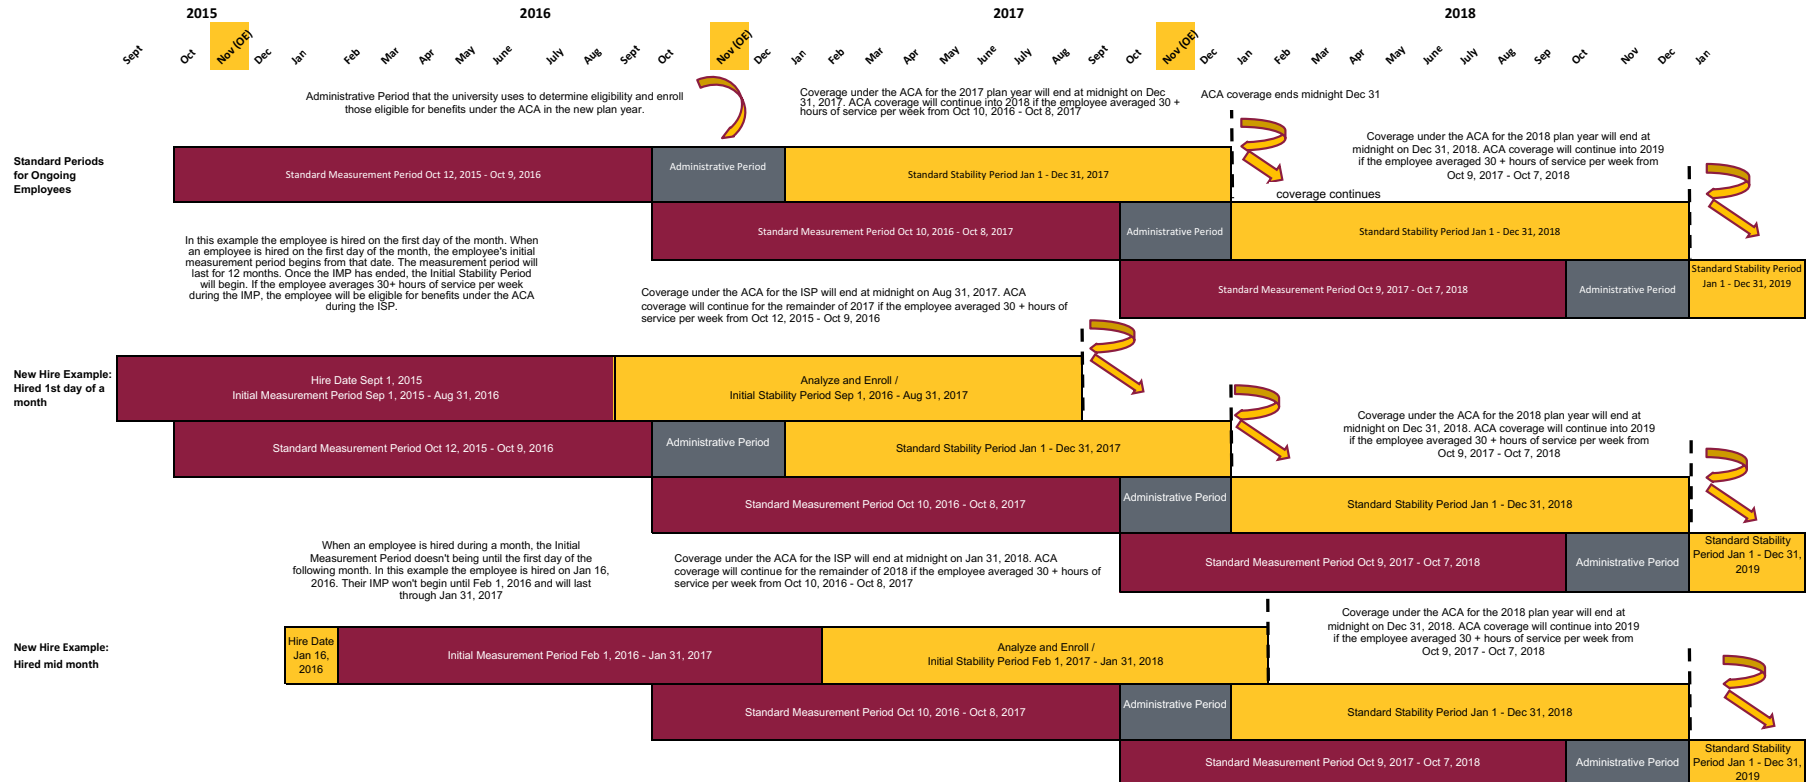 2015
2016
2017
2018
Sept
Oct
Nov (OE)
Dec
Jan
Feb
Mar
Apr
May
June
July
Aug
Sept
Oct
Nov (OE)
Dec
Jan
Feb
Mar
Apr
May
June
July
Aug
Sept
Oct
Nov (OE)
Dec
Jan
Feb
Mar
Apr
May
June
July
Aug
Sep
Oct
Nov
Dec
Jan
Administrative Period that the university uses to determine eligibility and enroll
those eligible for benefits under the ACA in the new plan year.
Coverage under the ACA for the 2017 plan year will end at midnight on Dec
31, 2017. ACA coverage will continue into 2018 if the employee averaged 30 +
hours of service per week from Oct 10, 2016 - Oct 8, 2017
ACA coverage ends midnight Dec 31
Coverage under the ACA for the 2018 plan year will end at
midnight on Dec 31, 2018. ACA coverage will continue into 2019
if the employee averaged 30 + hours of service per week from
Oct 9, 2017 - Oct 7, 2018
Standard Periods
for Ongoing
Employees
Standard Measurement Period Oct 12, 2015 - Oct 9, 2016
Administrative Period
Standard Stability Period Jan 1 - Dec 31, 2017
coverage continues
Standard Measurement Period Oct 10, 2016 - Oct 8, 2017
Administrative Period
Standard Stability Period Jan 1 - Dec 31, 2018
Standard Measurement Period Oct 9, 2017 - Oct 7, 2018
Administrative Period
Standard Stability Period
Jan 1 - Dec 31, 2019
In this example the employee is hired on the first day of the month. When
an employee is hired on the first day of the month, the employee's initial
measurement period begins from that date. The measurement period will
last for 12 months. Once the IMP has ended, the Initial Stability Period
will begin. If the employee averages 30+ hours of service per week
during the IMP, the employee will be eligible for benefits under the ACA
during the ISP.
Coverage under the ACA for the ISP will end at midnight on Aug 31, 2017. ACA
coverage will continue for the remainder of 2017 if the employee averaged 30 + hours of
service per week from Oct 12, 2015 - Oct 9, 2016
New Hire Example:
Hired 1st day of a
month
Hire Date Sept 1, 2015
Initial Measurement Period Sep 1, 2015 - Aug 31, 2016
Analyze and Enroll /
Initial Stability Period Sep 1, 2016 - Aug 31, 2017
Standard Measurement Period Oct 12, 2015 - Oct 9, 2016
Administrative Period
Standard Stability Period Jan 1 - Dec 31, 2017
Coverage under the ACA for the 2018 plan year will end at
midnight on Dec 31, 2018. ACA coverage will continue into 2019
if the employee averaged 30 + hours of service per week from
Oct 9, 2017 - Oct 7, 2018
Standard Measurement Period Oct 10, 2016 - Oct 8, 2017
Administrative Period
Standard Stability Period Jan 1 - Dec 31, 2018
Standard Measurement Period Oct 9, 2017 - Oct 7, 2018
Administrative Period
Standard Stability
Period Jan 1 - Dec 31,
2019
When an employee is hired during a month, the Initial
Measurement Period doesn't being until the first day of the
following month. In this example the employee is hired on Jan 16,
2016. Their IMP won't begin until Feb 1, 2016 and will last
through Jan 31, 2017
Coverage under the ACA for the ISP will end at midnight on Jan 31, 2018. ACA
coverage will continue for the remainder of 2018 if the employee averaged 30 + hours of
service per week from Oct 10, 2016 - Oct 8, 2017
Coverage under the ACA for the 2018 plan year will end at
midnight on Dec 31, 2018. ACA coverage will continue into 2019
if the employee averaged 30 + hours of service per week from
Oct 9, 2017 - Oct 7, 2018
New Hire Example:
Hired mid month
Hire Date
Jan 16,
2016
Initial Measurement Period Feb 1, 2016 - Jan 31, 2017
Analyze and Enroll /
Initial Stability Period Feb 1, 2017 - Jan 31, 2018
Standard Measurement Period Oct 10, 2016 - Oct 8, 2017
Administrative Period
Standard Stability Period Jan 1 - Dec 31, 2018
Standard Measurement Period Oct 9, 2017 - Oct 7, 2018
Administrative Period
Standard Stability
Period Jan 1 - Dec 31,
2019